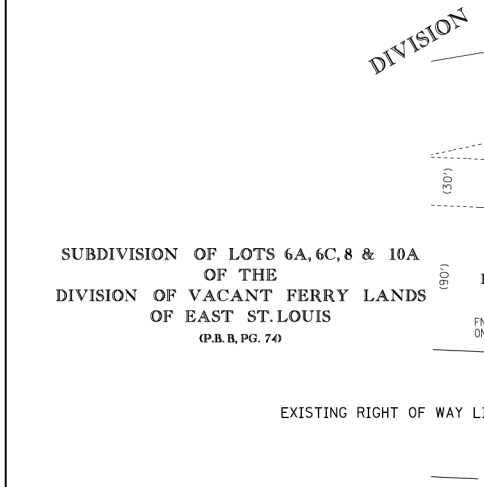 DIVISION
(30')
SUBDIVISION OF LOTS 6A, 6C, 8 & 10A
OF THE
DIVISION OF VACANT FERRY LANDS
OF EAST ST. LOUIS
(P.B. B, PG. 74)
(90')
EXISTING RIGHT OF WAY